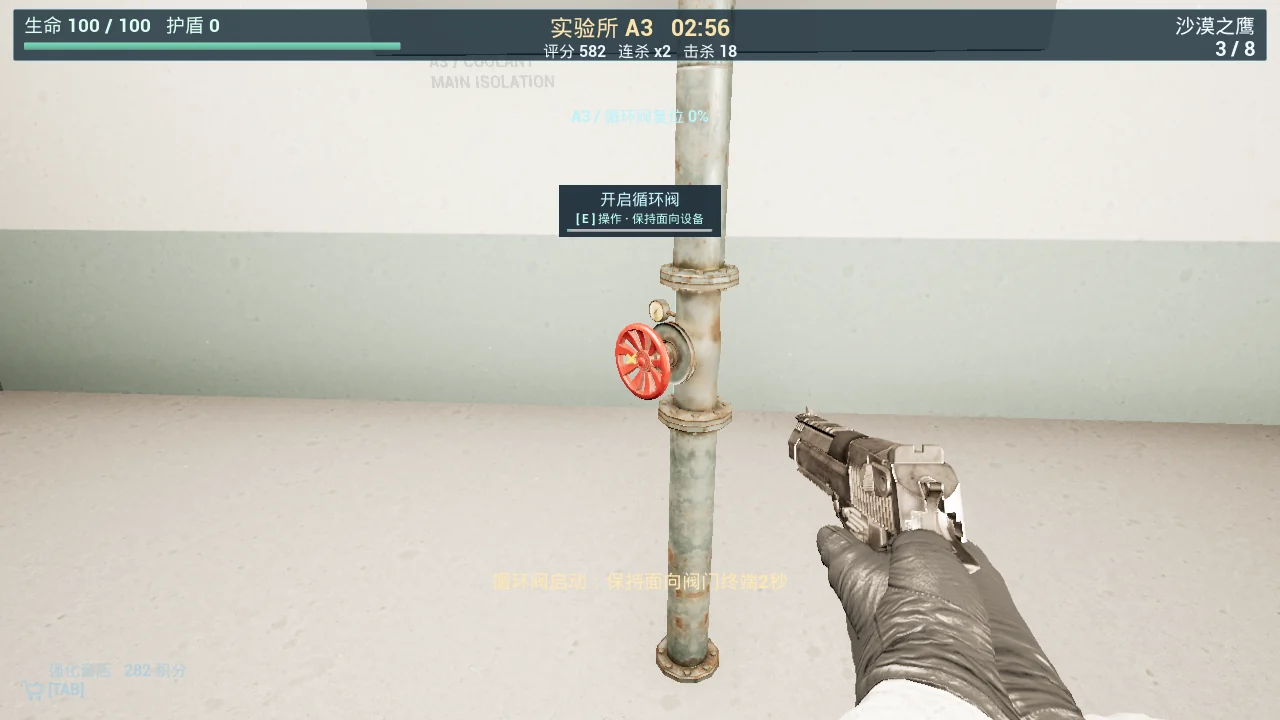 生命 100 / 100 护盾 0
实验所 A3 02:56
评分 582 连杀 x2 击杀 18
沙漠之鹰
3 / 8
A3 / COOLANT
MAIN ISOLATION
A3 / 循环阀复位 0%
开启循环阀
[E] 操作 · 保持面向设备
循环阀启动：保持面向阀门终端2秒
282 积分
[TAB]